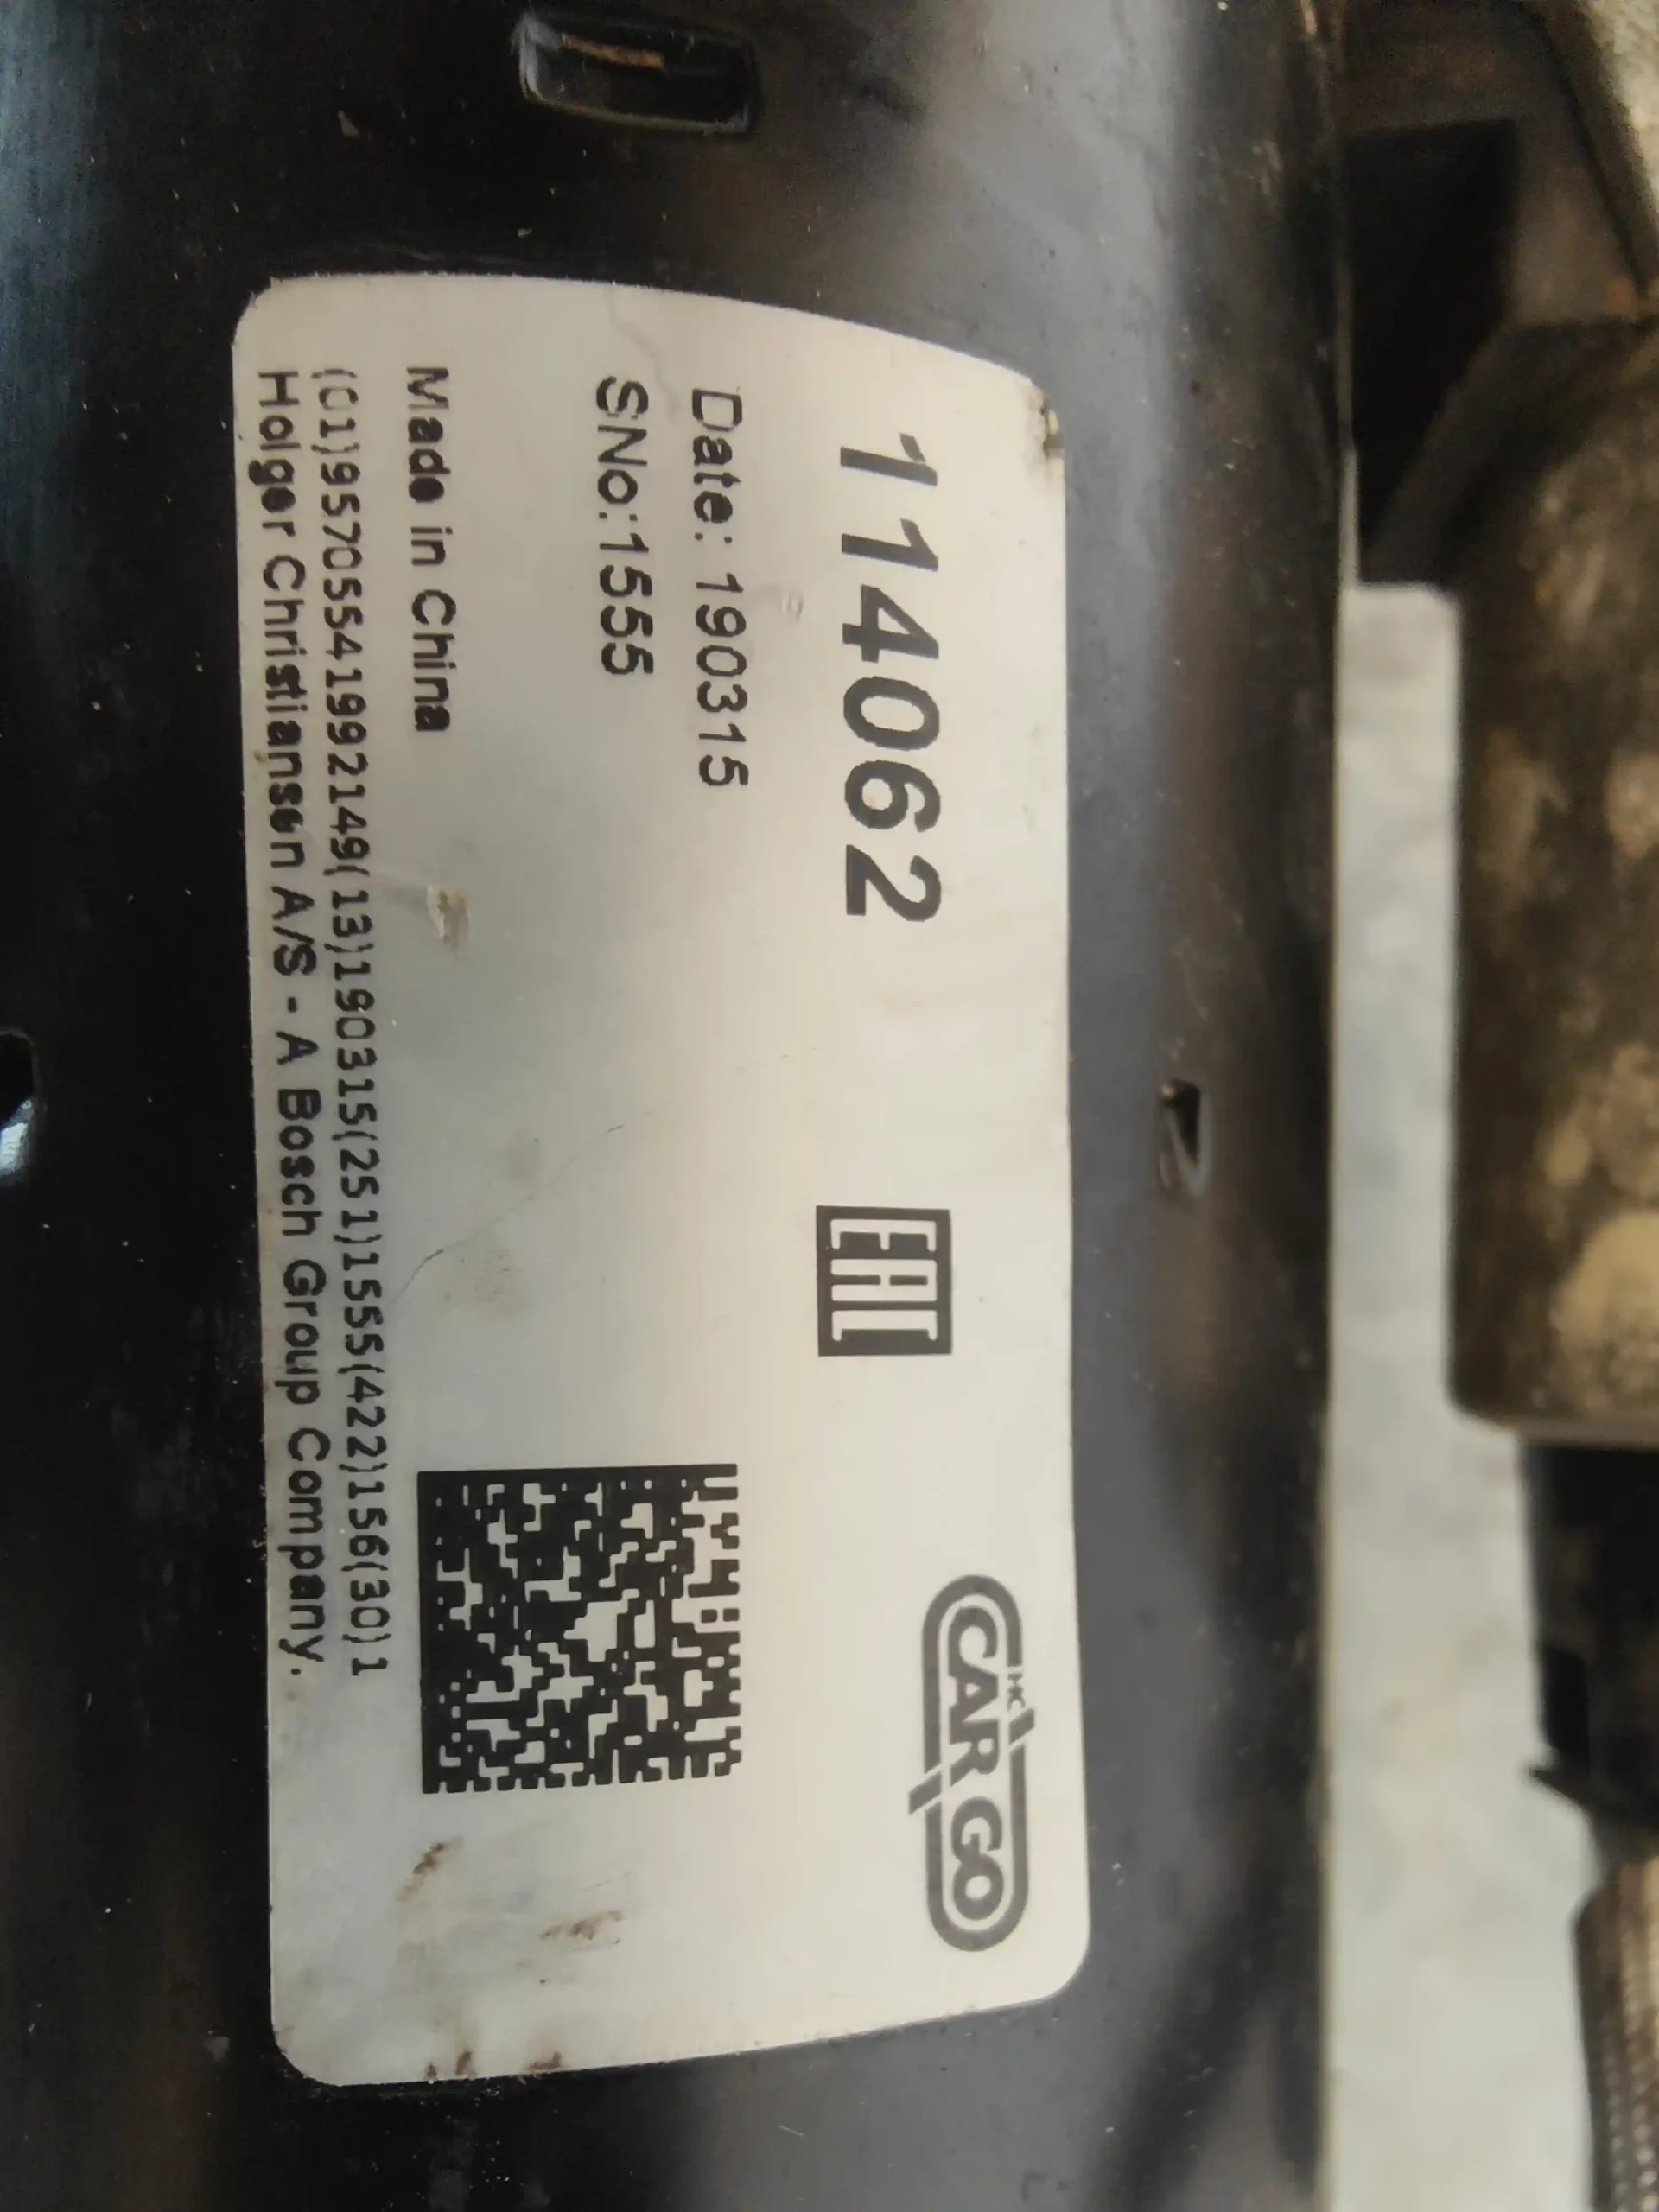 HC
CARGO
114062
EAC
Date: 190315
SNo:1555
Made in China
(01)95705541992149(13)190315(251)1555(422)156(30)1
Holger Christiansen A/S - A Bosch Group Company.